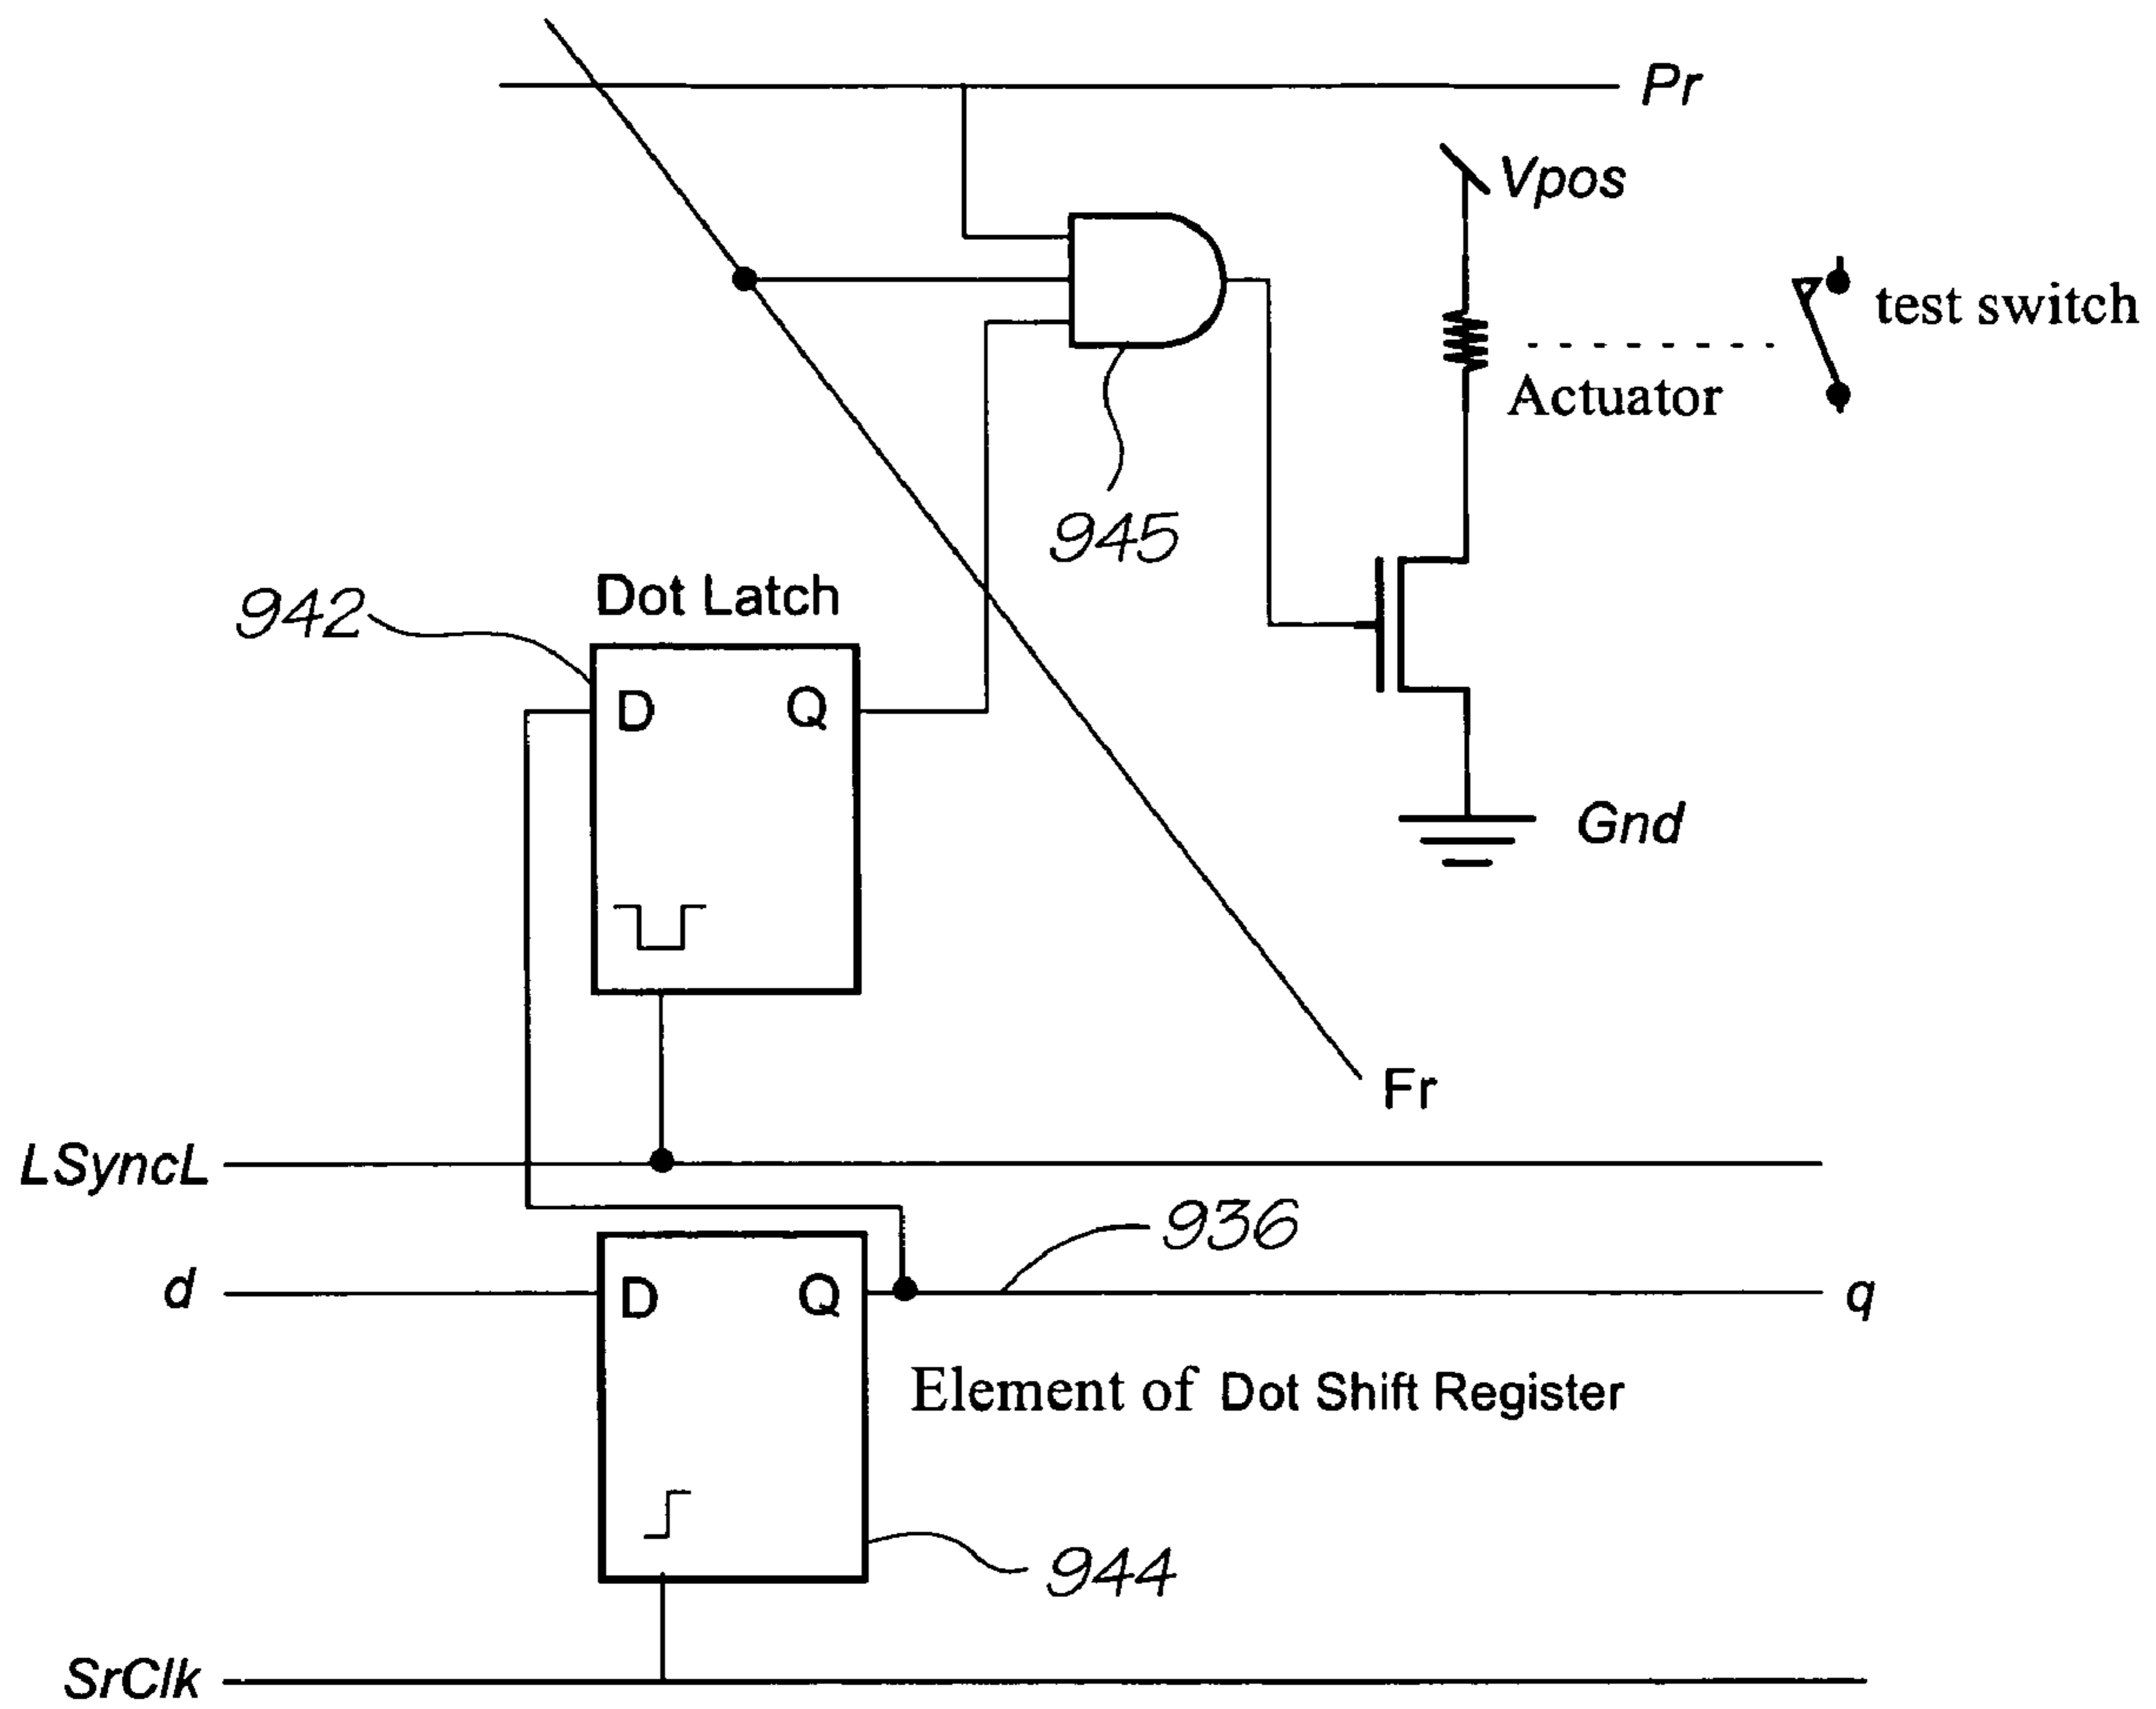 Pr
Vpos
test switch
Actuator
945
942
Dot Latch
D Q
Gnd
Fr
LSyncL
936
d D Q q
Element of Dot Shift Register
944
SrClk